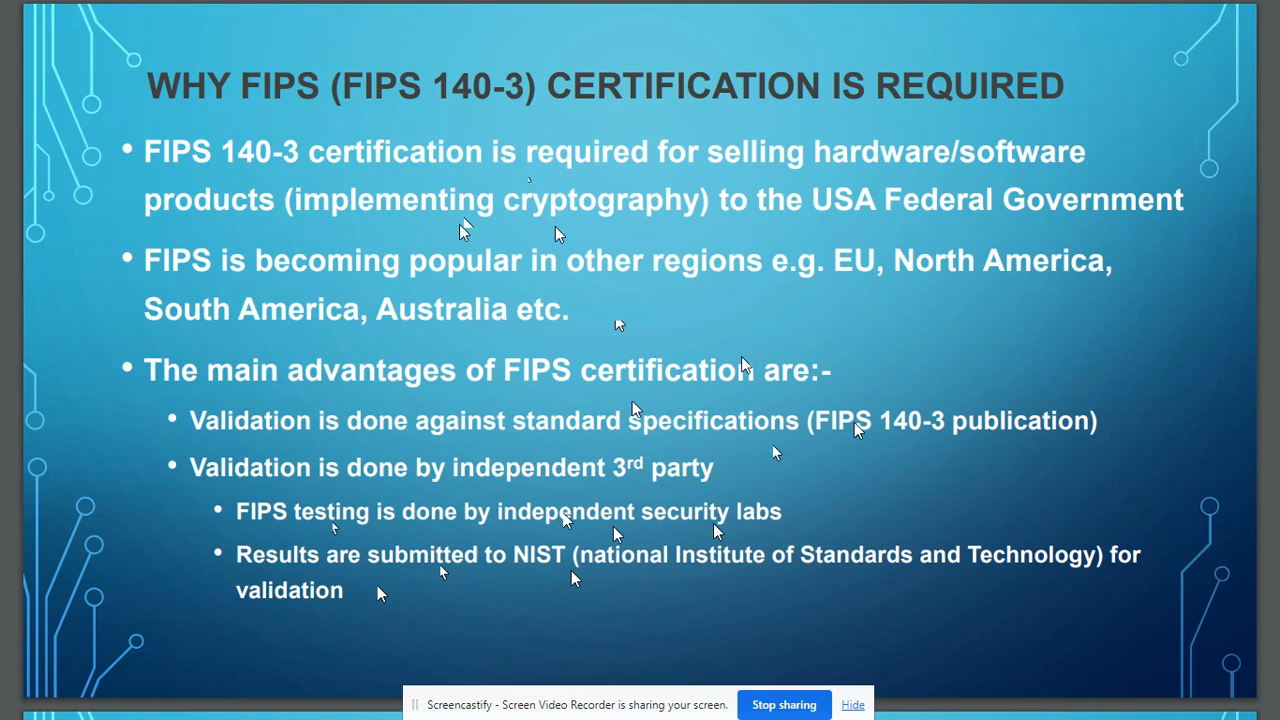 WHY FIPS (FIPS 140-3) CERTIFICATION IS REQUIRED
• FIPS 140-3 certification is required for selling hardware/software
products (implementing cryptography) to the USA Federal Government
• FIPS is becoming popular in other regions e.g. EU, North America,
South America, Australia etc.
• The main advantages of FIPS certification are:-
• Validation is done against standard specifications (FIPS 140-3 publication)
• Validation is done by independent 3rd party
• FIPS testing is done by independent security labs
• Results are submitted to NIST (national Institute of Standards and Technology) for
validation
Screencastify - Screen Video Recorder is sharing your screen. Stop sharing Hide